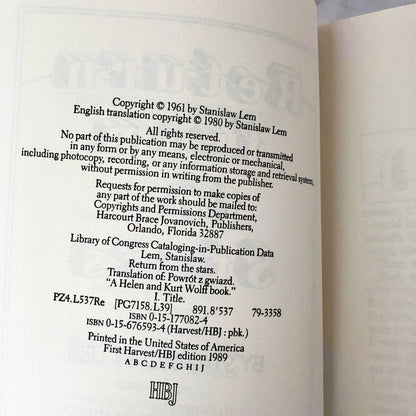 Copyright © 1961 by Stanislaw Lem
English translation copyright © 1980 by Stanislaw Lem
All rights reserved.
No part of this publication may be reproduced or transmitted
in any form or by any means, electronic or mechanical,
including photocopy, recording, or any information storage and retrieval system,
without permission in writing from the publisher.
Requests for permission to make copies of
any part of the work should be mailed to:
Copyrights and Permissions Department,
Harcourt Brace Jovanovich, Publishers,
Orlando, Florida 32887
Library of Congress Cataloging-in-Publication Data
Lem, Stanislaw.
Return from the stars.
Translation of: Powrót z gwiazd.
"A Helen and Kurt Wolff book."
I. Title.
PZ4.L537Re [PG7158.L39] 891.8'537 79-3358
ISBN 0-15-177082-4
ISBN 0-15-676593-4 (Harvest/HBJ : pbk.)
Printed in the United States of America
First Harvest/HBJ edition 1989
A B C D E F G H I J
HBJ